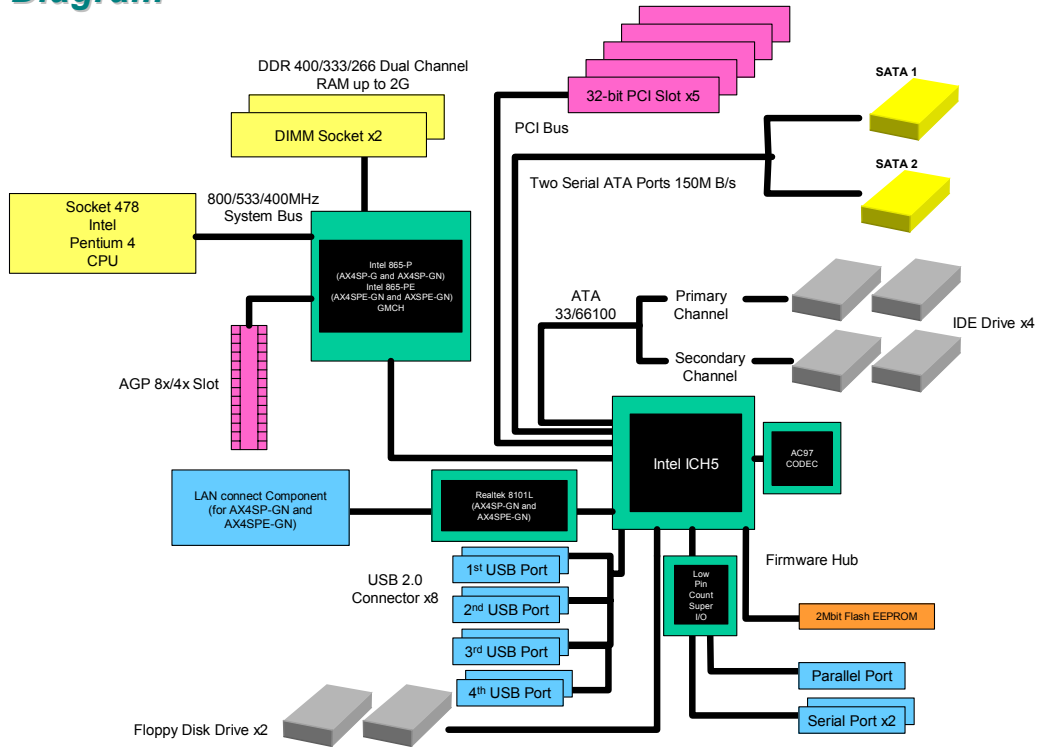 Diagram
DDR 400/333/266 Dual Channel
RAM up to 2G
DIMM Socket x2
32-bit PCI Slot x5
PCI Bus
SATA 1
SATA 2
Two Serial ATA Ports 150M B/s
Socket 478
Intel
Pentium 4
CPU
800/533/400MHz
System Bus
Intel 865-P
(AX4SP-G and AX4SP-GN)
Intel 865-PE
(AX4SPE-GN and AXSPE-GN)
GMCH
ATA
33/66100
Primary
Channel
Secondary
Channel
IDE Drive x4
AGP 8x/4x Slot
Intel ICH5
AC97
CODEC
LAN connect Component
(for AX4SP-GN and
AX4SPE-GN)
Realtek 8101L
(AX4SP-GN and
AX4SPE-GN)
USB 2.0
Connector x8
1st USB Port
2nd USB Port
3rd USB Port
4th USB Port
Low
Pin
Count
Super
I/O
Firmware Hub
2Mbit Flash EEPROM
Parallel Port
Serial Port x2
Floppy Disk Drive x2